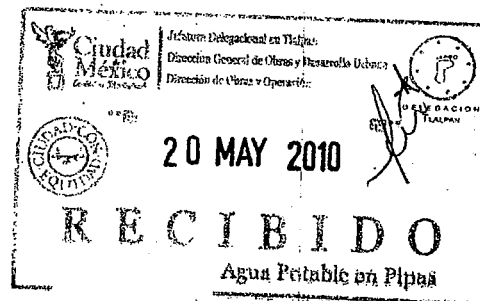 Ciudad
México
Jefatura Delegacional en Tlalpan
Dirección General de Obras y Desarrollo Urbano
Dirección de Obras y Operación
DELEGACION
TLALPAN
CIUDAD CON
EQUIDAD
20 MAY 2010
RECIBIDO
Agua Potable en Pipas